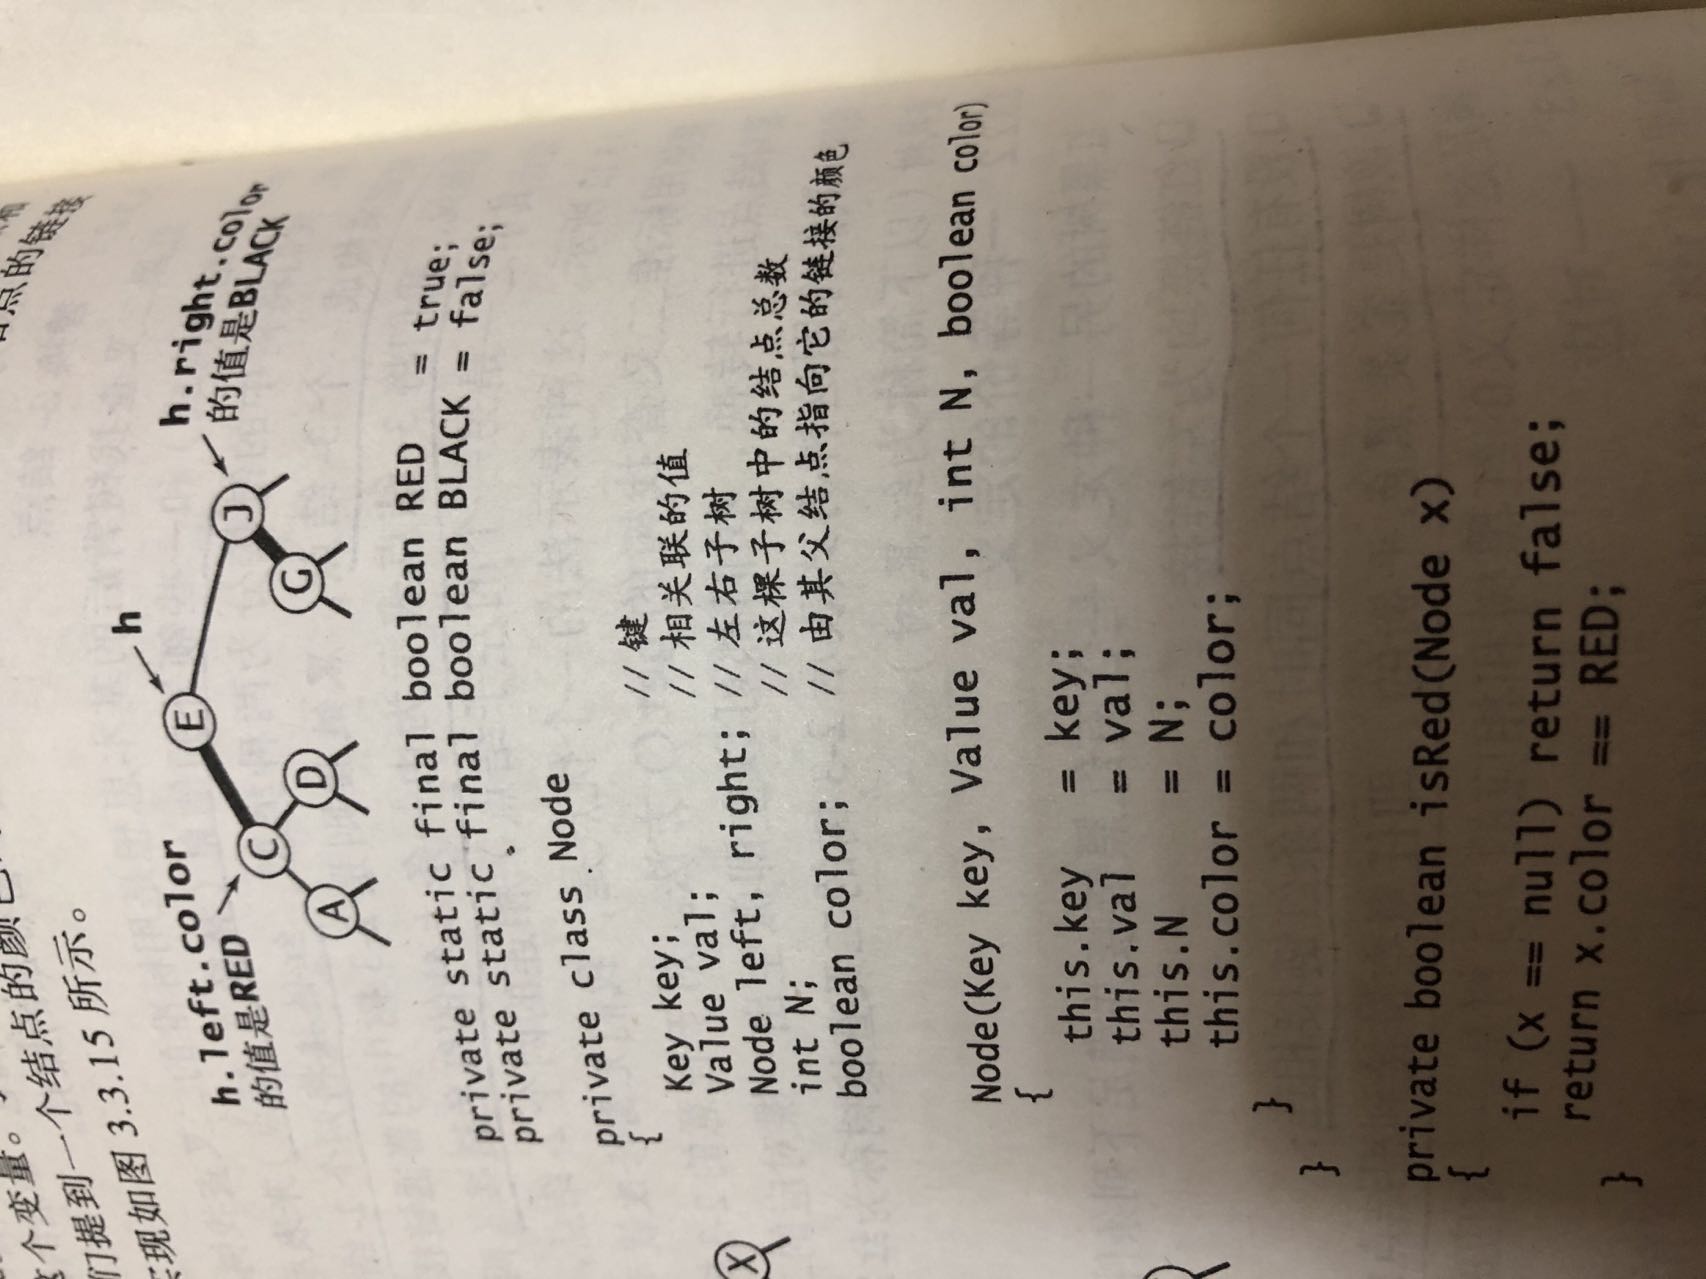 这个变量。
们提到一个结点的颜色
结点的链接
实现如图 3.3.15 所示。
h
h.left.color
的值是RED
h.right.color
的值是BLACK
E
C
J
A
D
G
private static final boolean RED   = true;
private static final boolean BLACK = false;
private class Node
{
Key key;           // 键
Value val;         // 相关联的值
Node left, right;  // 左右子树
int N;             // 这棵子树中的结点总数
boolean color;     // 由其父结点指向它的链接的颜色
X
Node(Key key, Value val, int N, boolean color)
{
this.key   = key;
this.val   = val;
this.N     = N;
this.color = color;
}
}
private boolean isRed(Node x)
{
if (x == null) return false;
return x.color == RED;
}